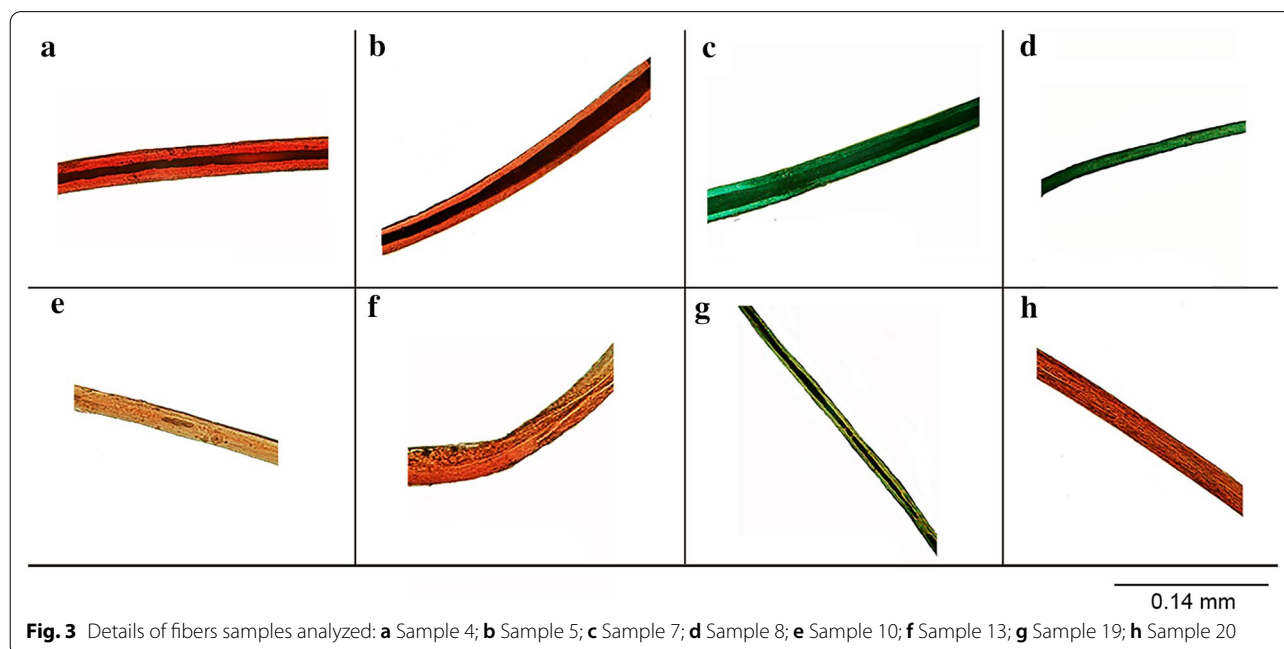 a
b
c
d
e
f
g
h
0.14 mm
Fig. 3 Details of fibers samples analyzed: a Sample 4; b Sample 5; c Sample 7; d Sample 8; e Sample 10; f Sample 13; g Sample 19; h Sample 20